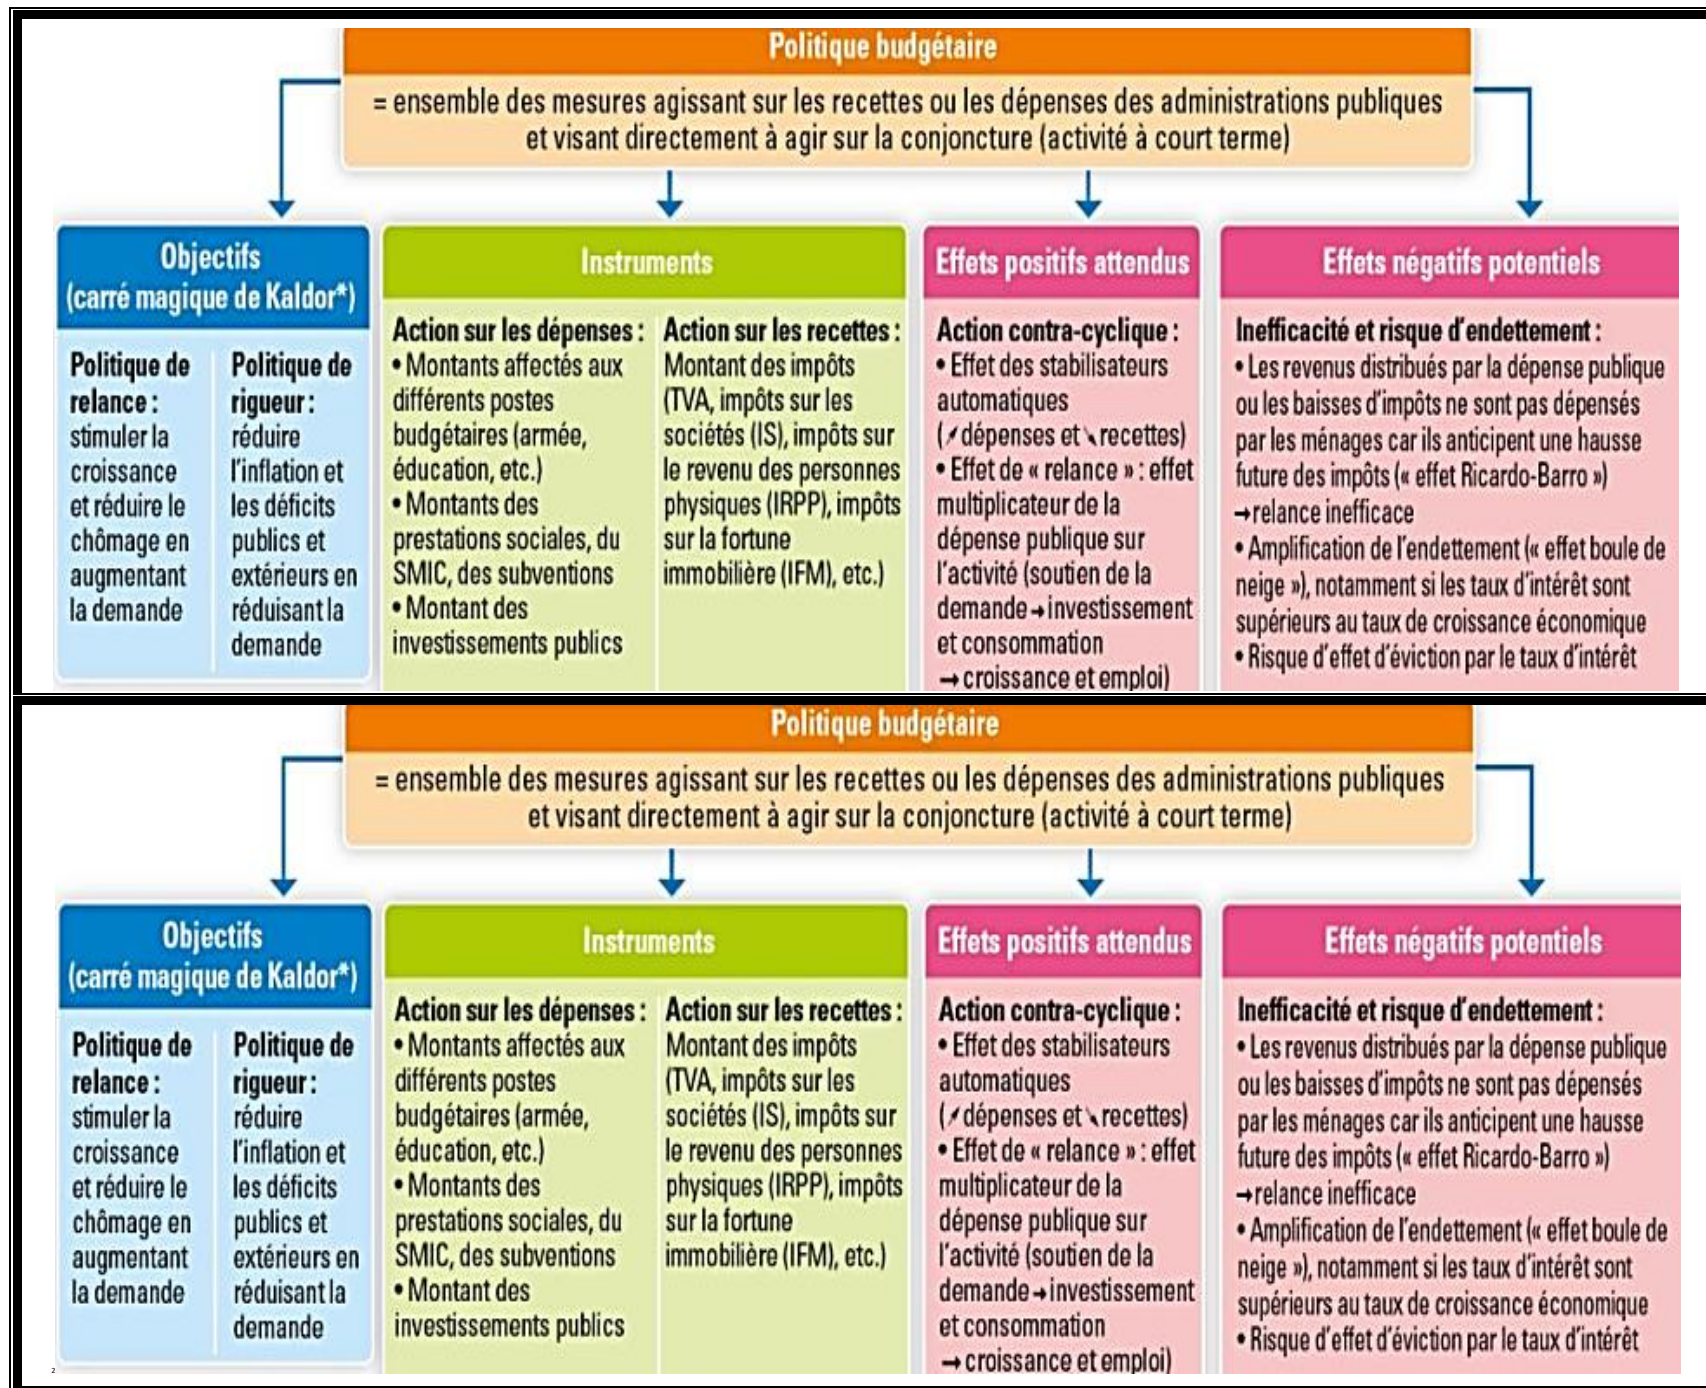 Politique budgétaire
= ensemble des mesures agissant sur les recettes ou les dépenses des administrations publiques
et visant directement à agir sur la conjoncture (activité à court terme)
Objectifs
(carré magique de Kaldor*)
Politique de
relance :
stimuler la
croissance
et réduire le
chômage en
augmentant
la demande
Politique de
rigueur :
réduire
l'inflation et
les déficits
publics et
extérieurs en
réduisant la
demande
Instruments
Action sur les dépenses :
• Montants affectés aux
différents postes
budgétaires (armée,
éducation, etc.)
• Montants des
prestations sociales, du
SMIC, des subventions
• Montant des
investissements publics
Action sur les recettes :
Montant des impôts
(TVA, impôts sur les
sociétés (IS), impôts sur
le revenu des personnes
physiques (IRPP), impôts
sur la fortune
immobilière (IFM), etc.)
Effets positifs attendus
Action contra-cyclique :
• Effet des stabilisateurs
automatiques
(↗dépenses et ↘recettes)
• Effet de « relance » : effet
multiplicateur de la
dépense publique sur
l'activité (soutien de la
demande→investissement
et consommation
→ croissance et emploi)
Effets négatifs potentiels
Inefficacité et risque d'endettement :
• Les revenus distribués par la dépense publique
ou les baisses d'impôts ne sont pas dépensés
par les ménages car ils anticipent une hausse
future des impôts (« effet Ricardo-Barro »)
→relance inefficace
• Amplification de l'endettement (« effet boule de
neige »), notamment si les taux d'intérêt sont
supérieurs au taux de croissance économique
• Risque d'effet d'éviction par le taux d'intérêt
Politique budgétaire
= ensemble des mesures agissant sur les recettes ou les dépenses des administrations publiques
et visant directement à agir sur la conjoncture (activité à court terme)
Objectifs
(carré magique de Kaldor*)
Politique de
relance :
stimuler la
croissance
et réduire le
chômage en
augmentant
la demande
Politique de
rigueur :
réduire
l'inflation et
les déficits
publics et
extérieurs en
réduisant la
demande
Instruments
Action sur les dépenses :
• Montants affectés aux
différents postes
budgétaires (armée,
éducation, etc.)
• Montants des
prestations sociales, du
SMIC, des subventions
• Montant des
investissements publics
Action sur les recettes :
Montant des impôts
(TVA, impôts sur les
sociétés (IS), impôts sur
le revenu des personnes
physiques (IRPP), impôts
sur la fortune
immobilière (IFM), etc.)
Effets positifs attendus
Action contra-cyclique :
• Effet des stabilisateurs
automatiques
(↗dépenses et ↘recettes)
• Effet de « relance » : effet
multiplicateur de la
dépense publique sur
l'activité (soutien de la
demande→investissement
et consommation
→ croissance et emploi)
Effets négatifs potentiels
Inefficacité et risque d'endettement :
• Les revenus distribués par la dépense publique
ou les baisses d'impôts ne sont pas dépensés
par les ménages car ils anticipent une hausse
future des impôts (« effet Ricardo-Barro »)
→relance inefficace
• Amplification de l'endettement (« effet boule de
neige »), notamment si les taux d'intérêt sont
supérieurs au taux de croissance économique
• Risque d'effet d'éviction par le taux d'intérêt
2